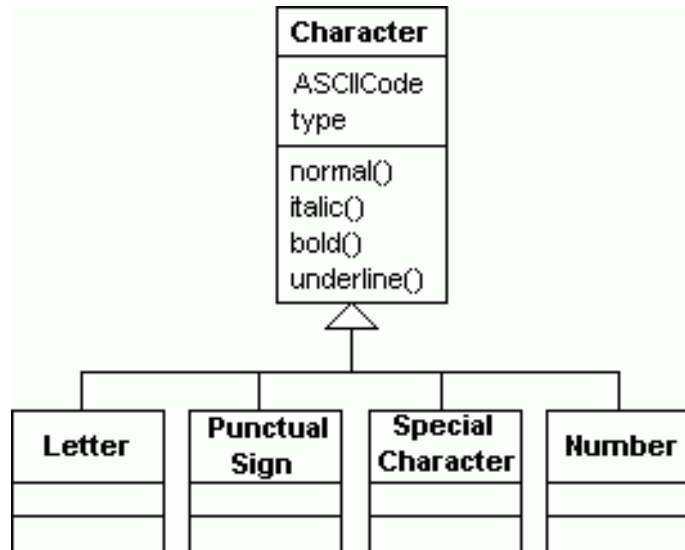 Character
ASCIICode
type
normal()
italic()
bold()
underline()
Letter
Punctual
Sign
Special
Character
Number